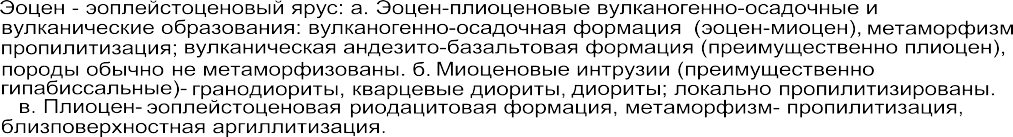 Эоцен - эоплейстоценовый ярус: а. Эоцен-плиоценовые вулканогенно-осадочные и
вулканические образования: вулканогенно-осадочная формация (эоцен-миоцен), метаморфизм
пропилитизация; вулканическая андезито-базальтовая формация (преимущественно плиоцен),
породы обычно не метаморфизованы. б. Миоценовые интрузии (преимущественно
гипабиссальные)- гранодиориты, кварцевые диориты, диориты; локально пропилитизированы.
в. Плиоцен- эоплейстоценовая риодацитовая формация, метаморфизм- пропилитизация,
близповерхностная аргиллитизация.